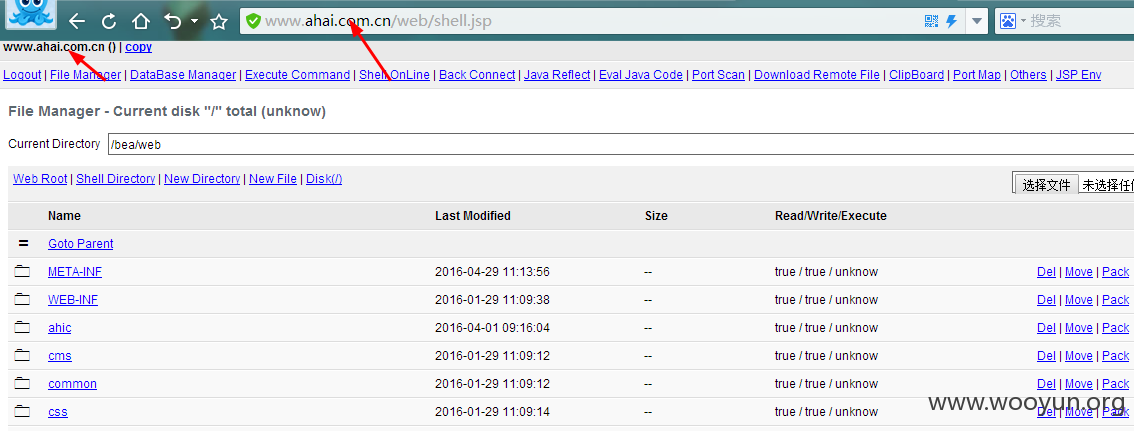 www.ahai.com.cn/web/shell.jsp 搜索
www.ahai.com.cn () | copy
Logout | File Manager | DataBase Manager | Execute Command | Shell OnLine | Back Connect | Java Reflect | Eval Java Code | Port Scan | Download Remote File | ClipBoard | Port Map | Others | JSP Env
File Manager - Current disk "/" total (unknow)
Current Directory /bea/web
Web Root | Shell Directory | New Directory | New File | Disk(/) 选择文件 未选择任
Name Last Modified Size Read/Write/Execute
= Goto Parent
META-INF 2016-04-29 11:13:56 -- true / true / unknow Del | Move | Pack
WEB-INF 2016-01-29 11:09:38 -- true / true / unknow Del | Move | Pack
ahic 2016-04-01 09:16:04 -- true / true / unknow Del | Move | Pack
cms 2016-01-29 11:09:12 -- true / true / unknow Del | Move | Pack
common 2016-01-29 11:09:12 -- true / true / unknow Del | Move | Pack
css 2016-01-29 11:09:14 -- true / true / unknow Del | Move | Pack
www.wooyun.org